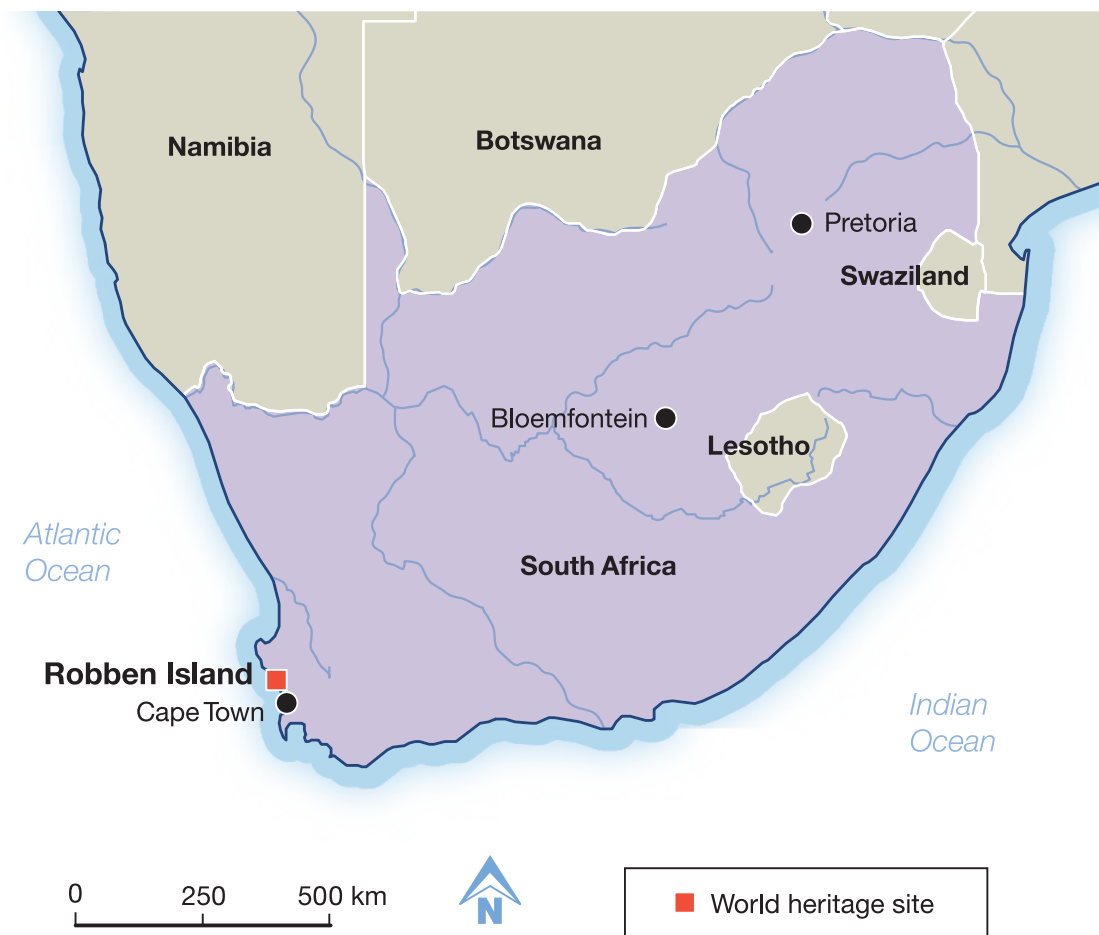 Namibia
Botswana
Pretoria
Swaziland
Bloemfontein
Lesotho
Atlantic
Ocean
South Africa
Robben Island
Cape Town
Indian
Ocean
0 250 500 km
N
World heritage site